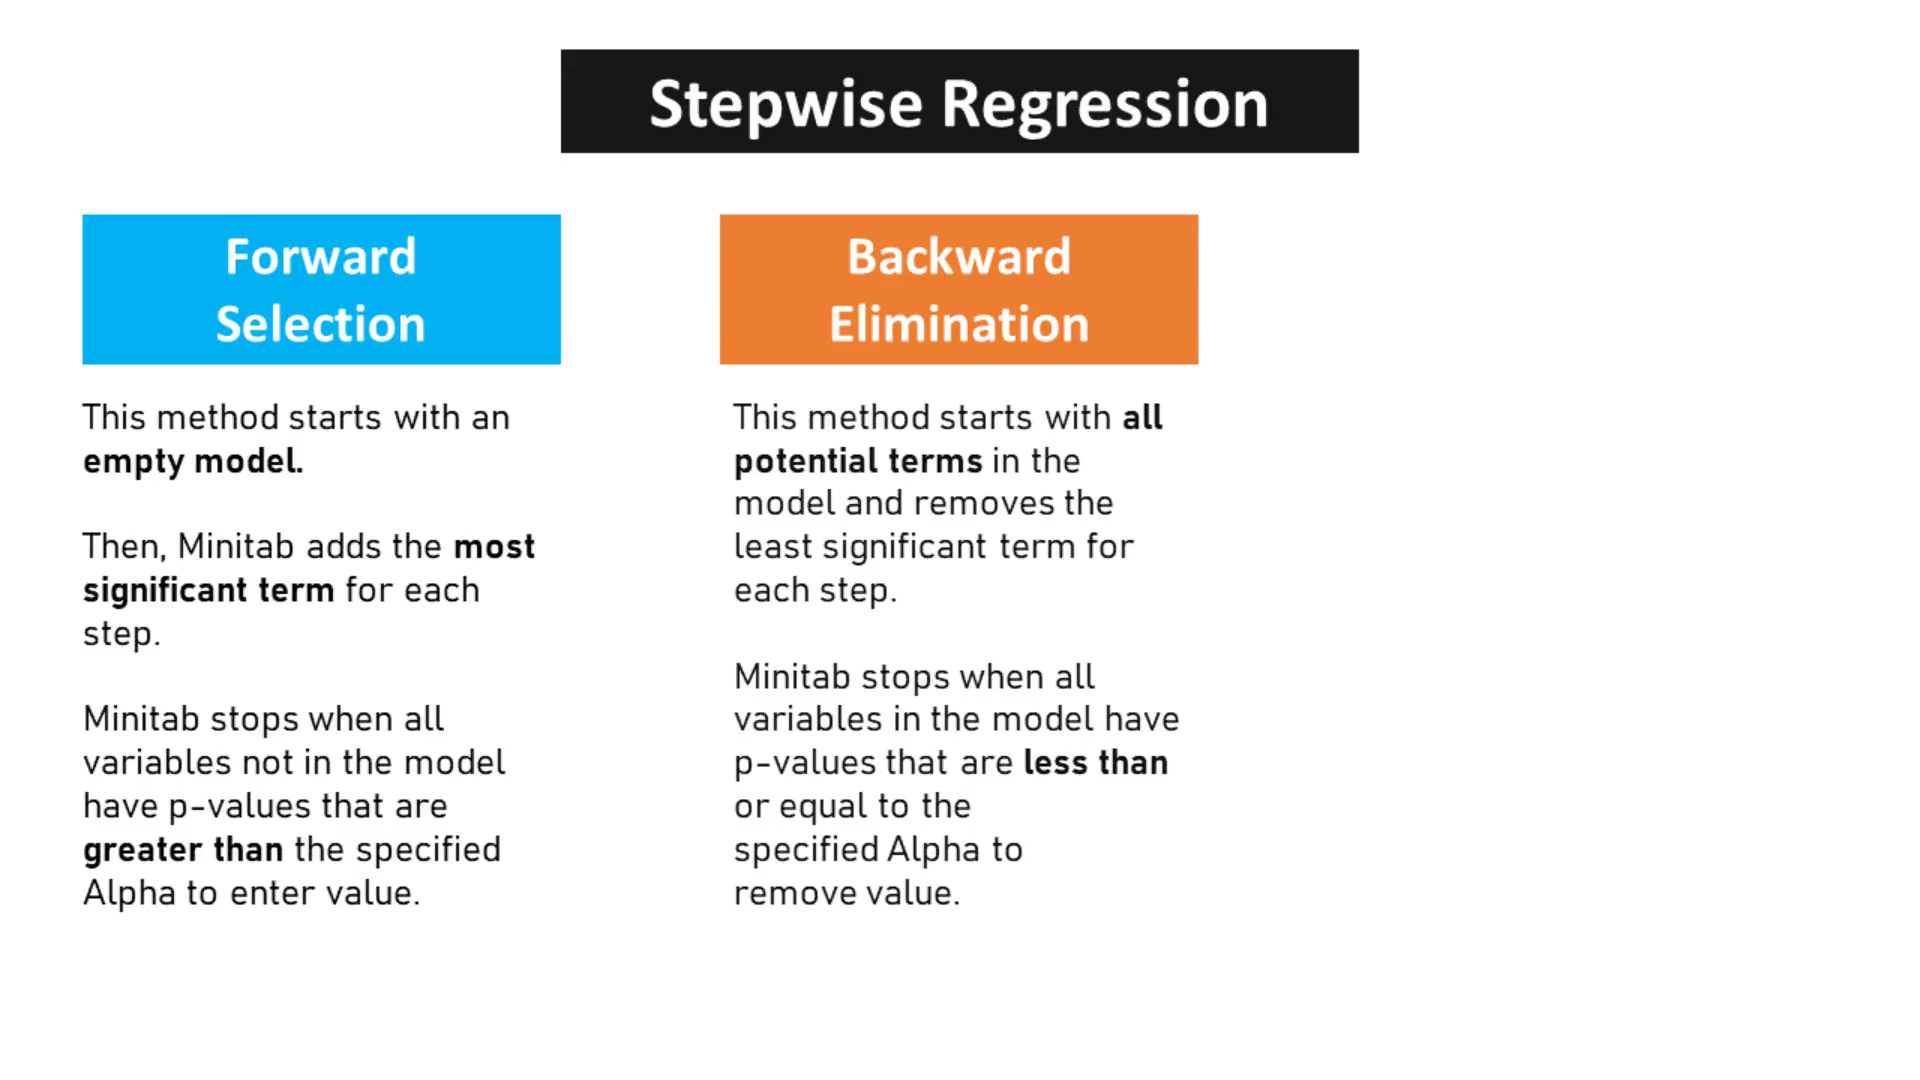 Stepwise Regression
Forward
Selection
This method starts with an
empty model.
Then, Minitab adds the most
significant term for each
step.
Minitab stops when all
variables not in the model
have p-values that are
greater than the specified
Alpha to enter value.
Backward
Elimination
This method starts with all
potential terms in the
model and removes the
least significant term for
each step.
Minitab stops when all
variables in the model have
p-values that are less than
or equal to the
specified Alpha to
remove value.